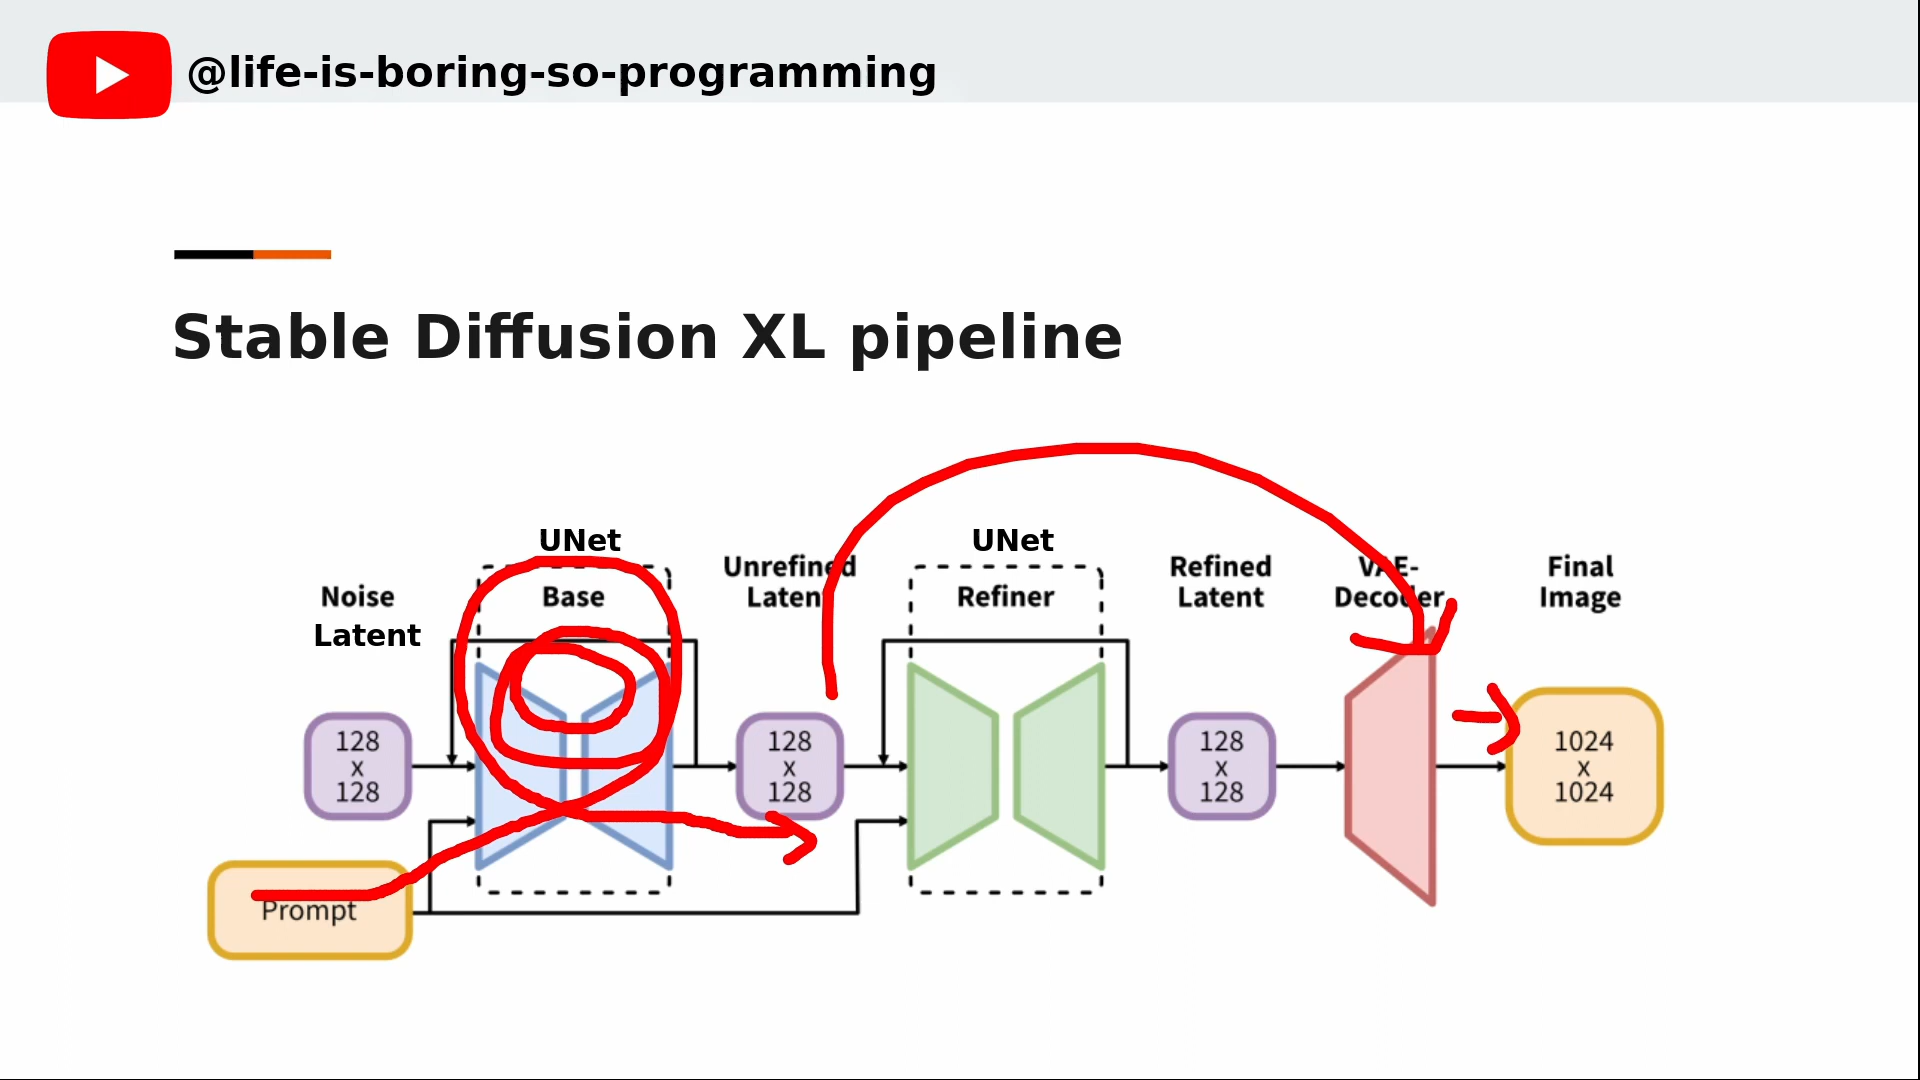 @life-is-boring-so-programming
Stable Diffusion XL pipeline
Noise
Latent
UNet
Base
Unrefined
Latent
UNet
Refiner
Refined
Latent
VAE-
Decoder
Final
Image
128
x
128
128
x
128
128
x
128
1024
x
1024
Prompt